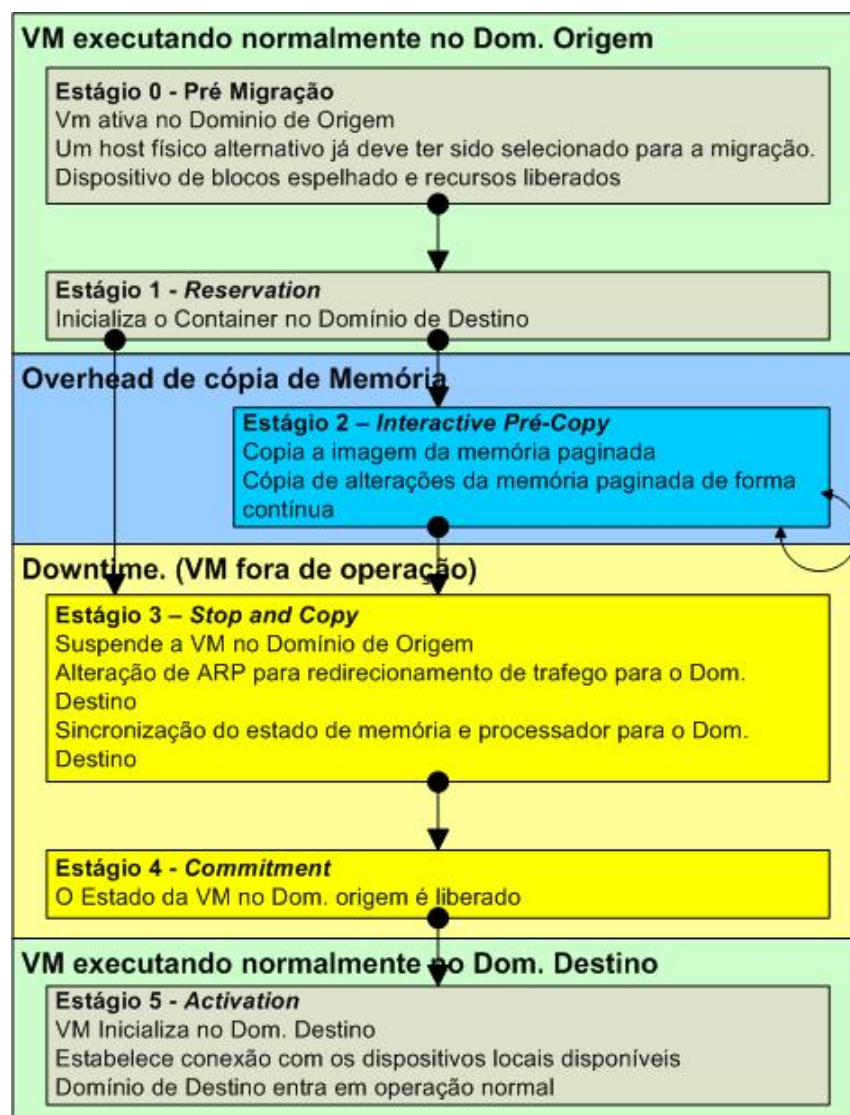 VM executando normalmente no Dom. Origem
Estágio 0 - Pré Migração
Vm ativa no Dominio de Origem
Um host físico alternativo já deve ter sido selecionado para a migração.
Dispositivo de blocos espelhado e recursos liberados
Estágio 1 - Reservation
Inicializa o Container no Domínio de Destino
Overhead de cópia de Memória
Estágio 2 – Interactive Pré-Copy
Copia a imagem da memória paginada
Cópia de alterações da memória paginada de forma
contínua
Downtime. (VM fora de operação)
Estágio 3 – Stop and Copy
Suspende a VM no Domínio de Origem
Alteração de ARP para redirecionamento de trafego para o Dom.
Destino
Sincronização do estado de memória e processador para o Dom.
Destino
Estágio 4 - Commitment
O Estado da VM no Dom. origem é liberado
VM executando normalmente no Dom. Destino
Estágio 5 - Activation
VM Inicializa no Dom. Destino
Estabelece conexão com os dispositivos locais disponíveis
Domínio de Destino entra em operação normal